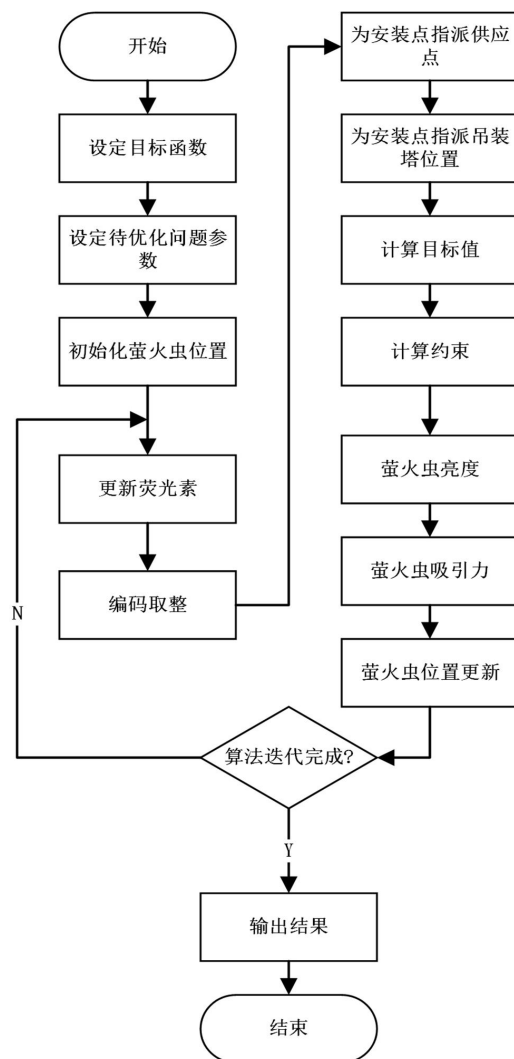 开始
设定目标函数
设定待优化问题参
数
初始化萤火虫位置
更新荧光素
编码取整
为安装点指派供应
点
为安装点指派吊装
塔位置
计算目标值
计算约束
萤火虫亮度
萤火虫吸引力
萤火虫位置更新
算法迭代完成?
N
Y
输出结果
结束